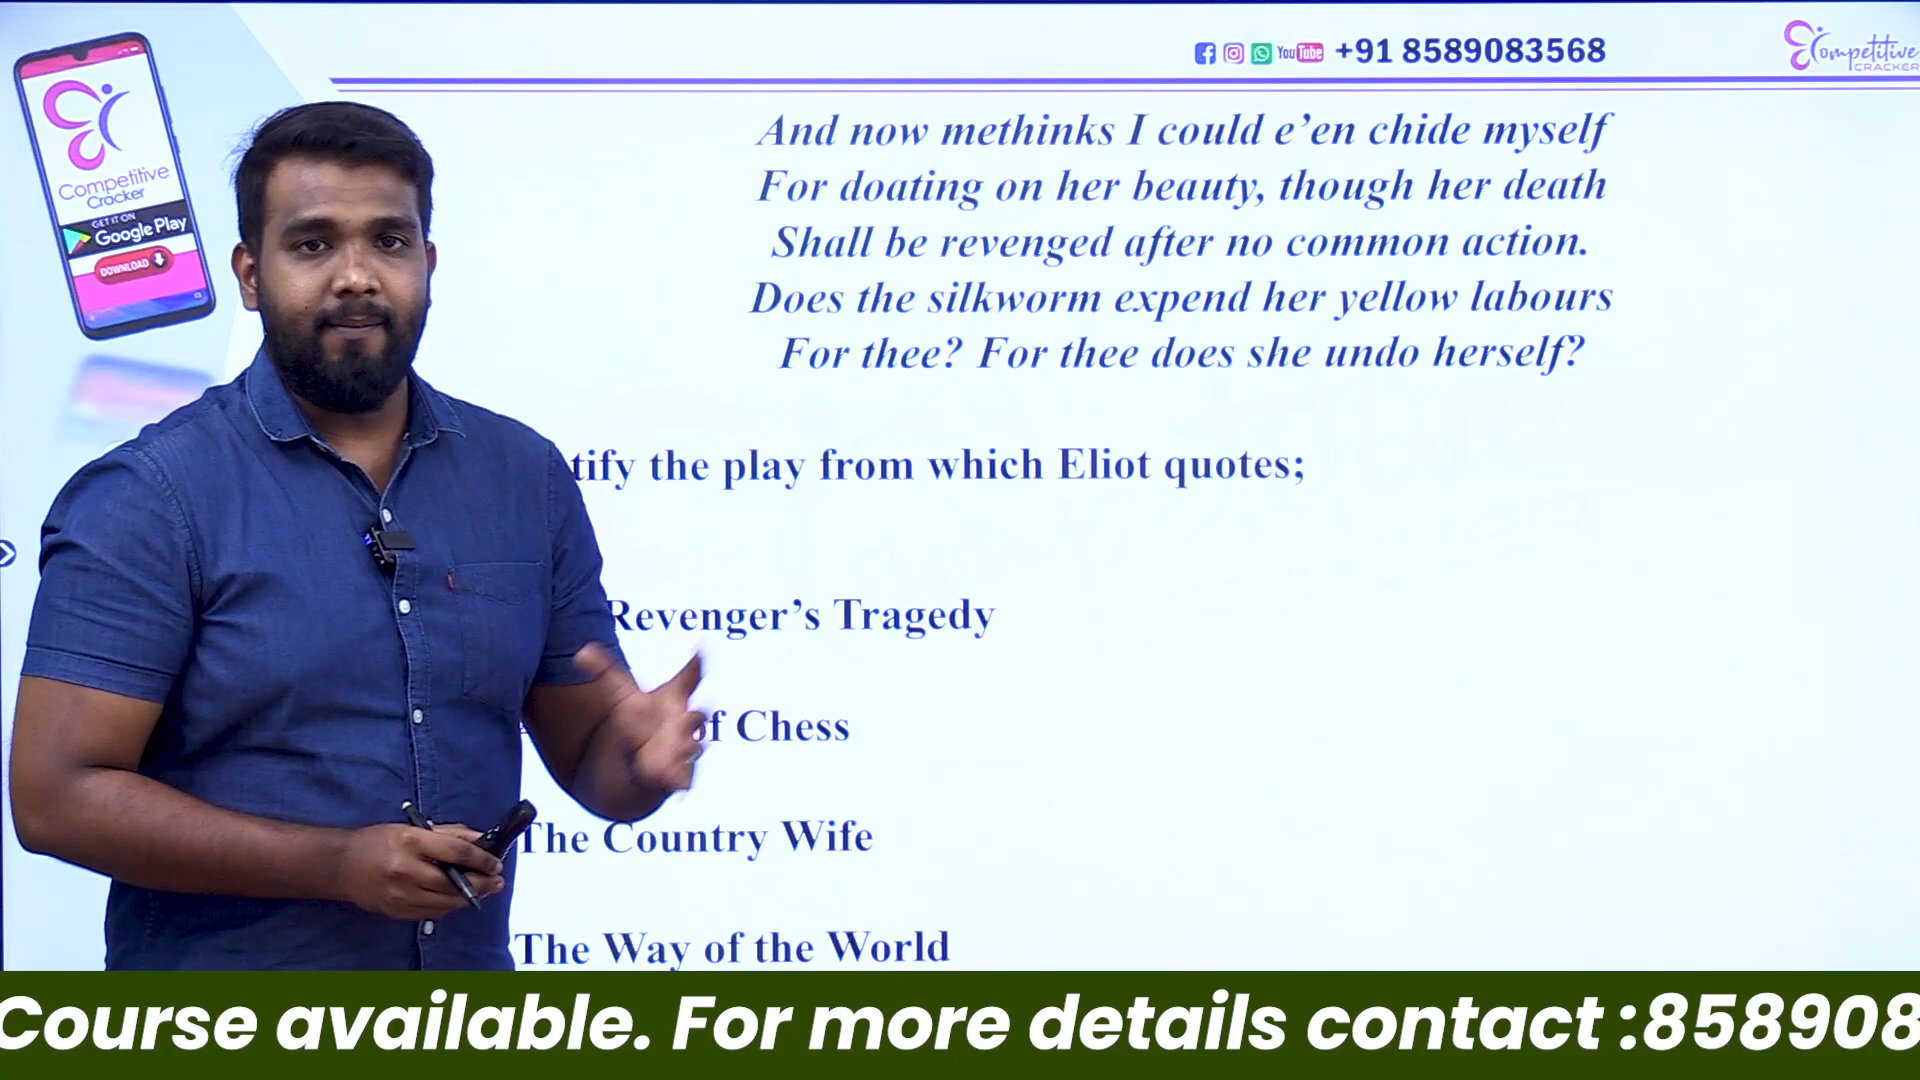 +91 8589083568
Competitive
CRACKER
And now methinks I could e’en chide myself
For doating on her beauty, though her death
Shall be revenged after no common action.
Does the silkworm expend her yellow labours
For thee? For thee does she undo herself?
Competitive
Cracker
GET IT ON
Google Play
DOWNLOAD
YouTube
tify the play from which Eliot quotes;
Revenger’s Tragedy
of Chess
The Country Wife
The Way of the World
Course available. For more details contact :858908